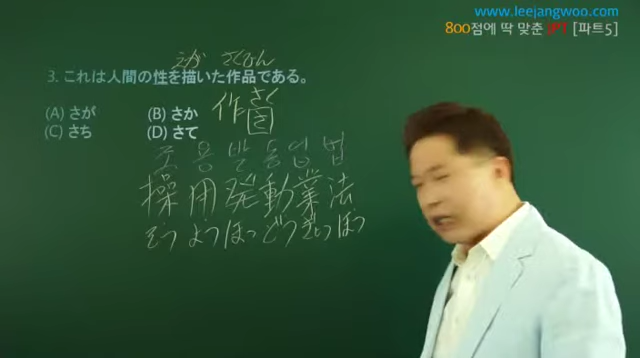 www.leejangwoo.com
800점에 딱 맞춘 JPT [파트5]
えが さくひん
3. これは人間の性を描いた作品である。
(A) さが (B) さか
(C) さち (D) さて
さく
作図
조 용 발 동 업 법
操用発動業法
そうようはつどうぎょうほう